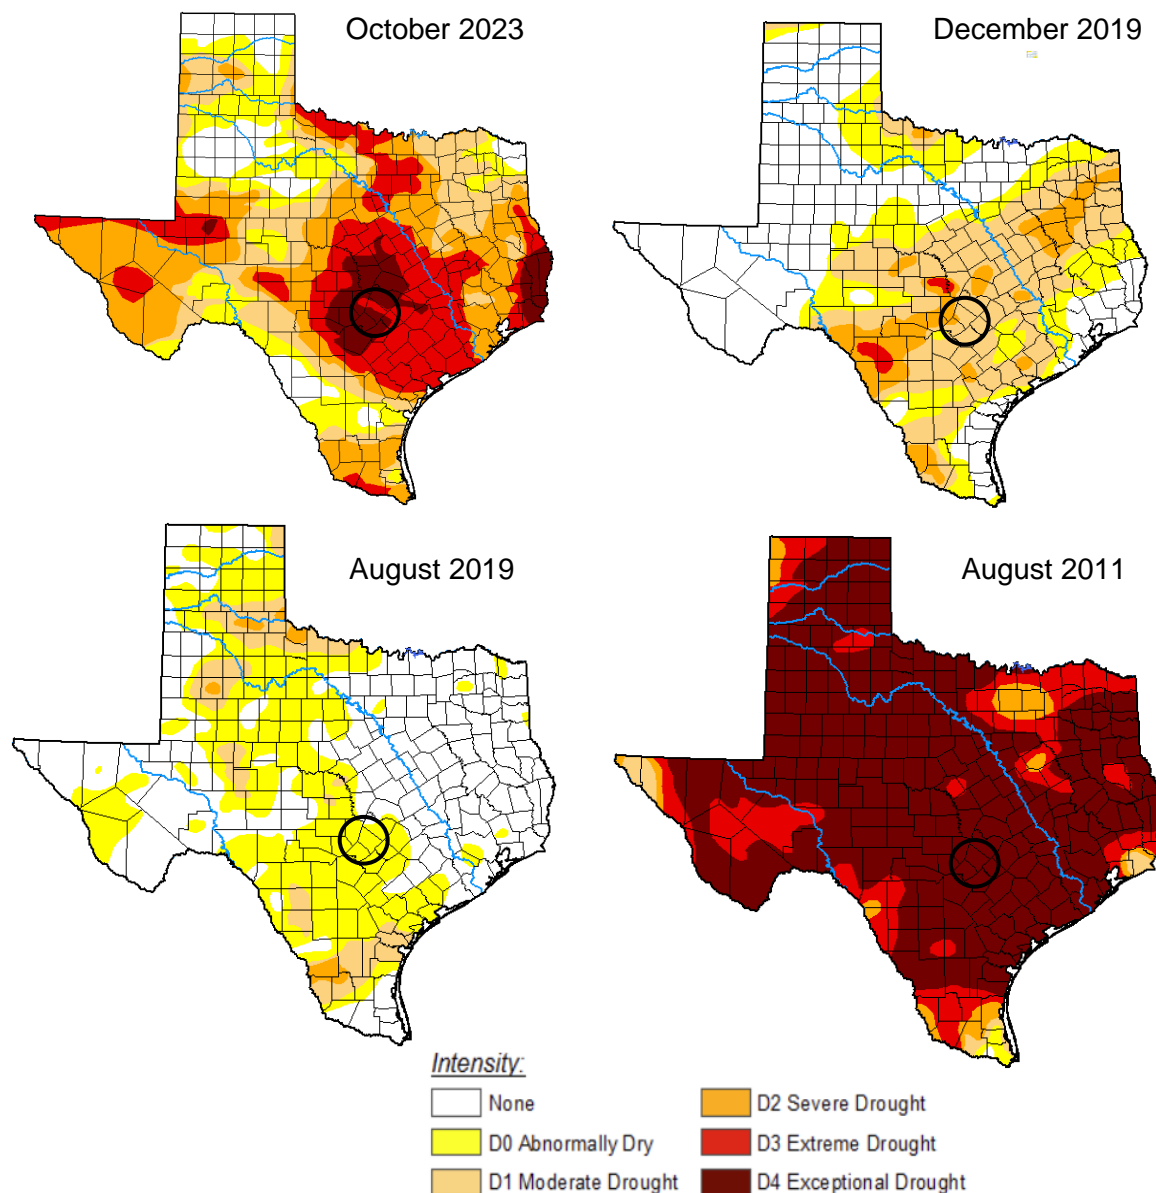 October 2023
December 2019
August 2019
August 2011
Intensity:
None
D0 Abnormally Dry
D1 Moderate Drought
D2 Severe Drought
D3 Extreme Drought
D4 Exceptional Drought